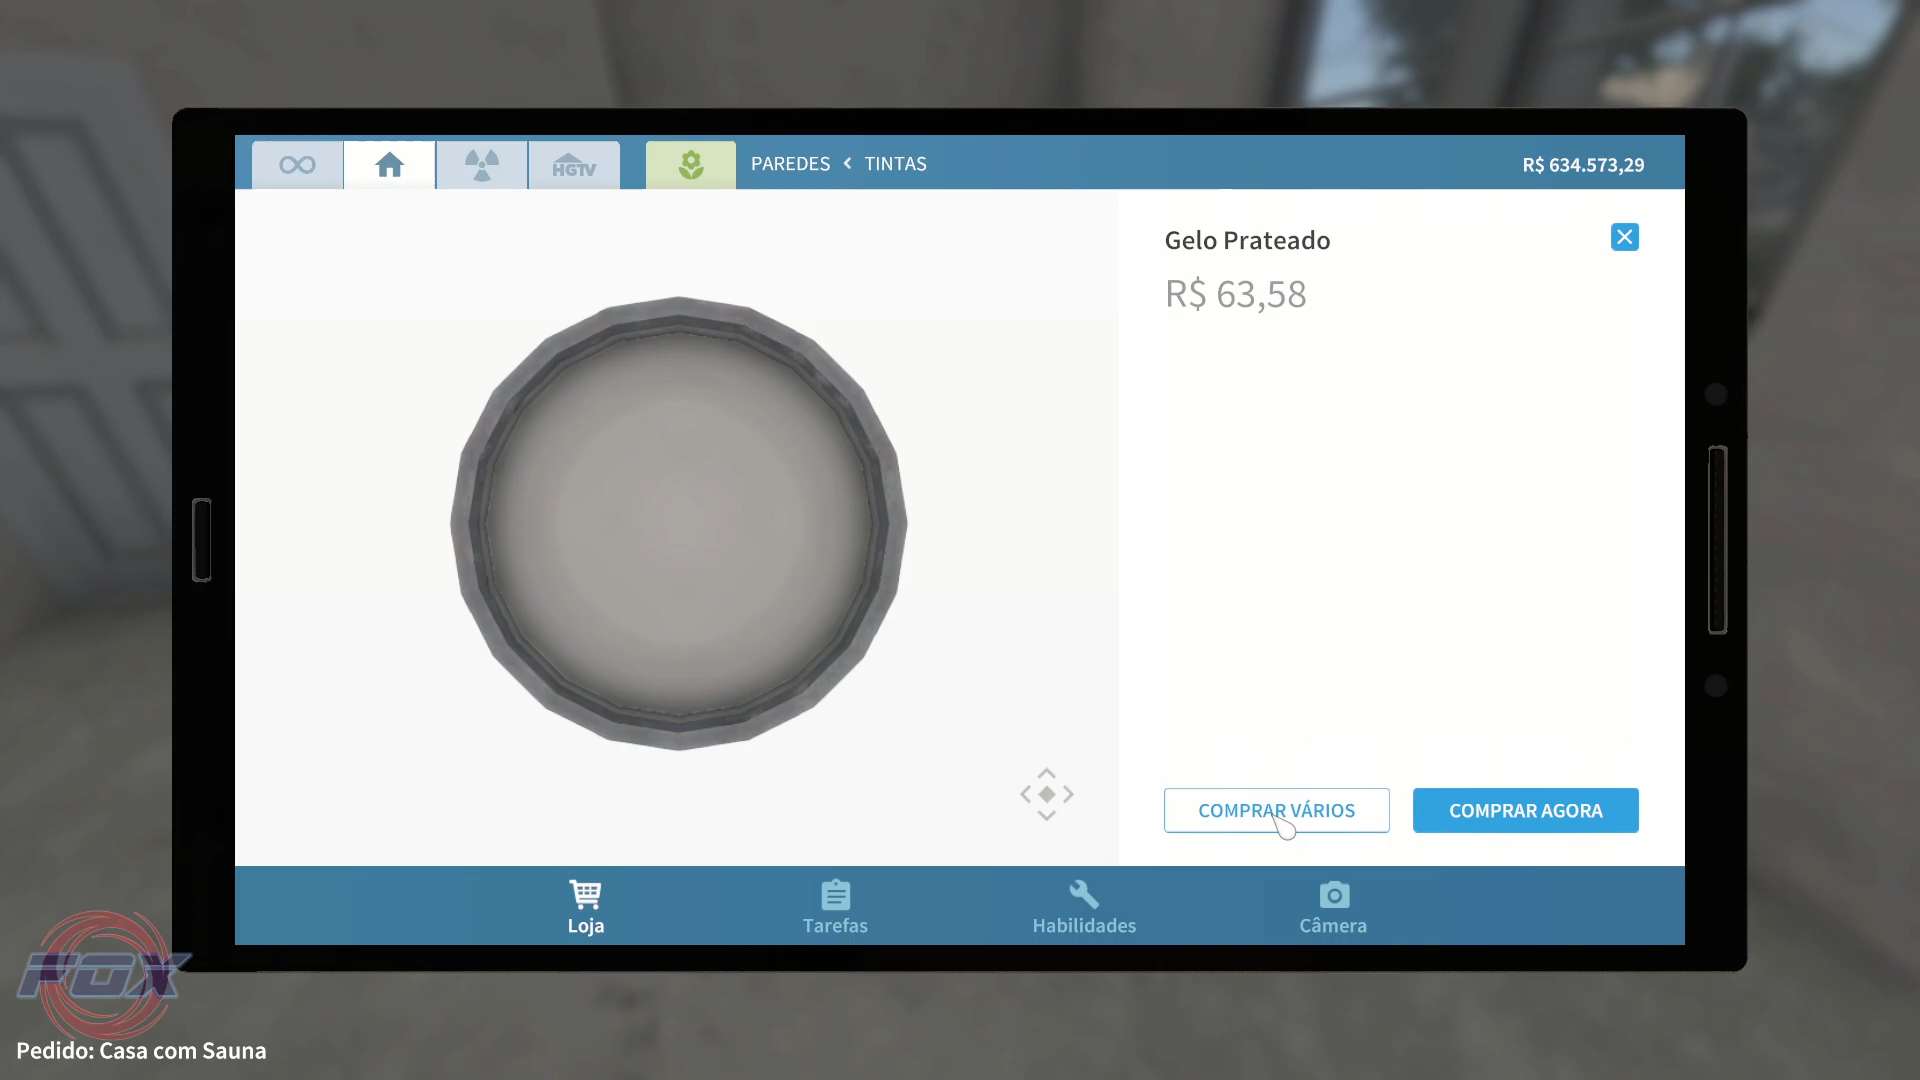 HGTV
PAREDES < TINTAS
R$ 634.573,29
Gelo Prateado
R$ 63,58
COMPRAR VÁRIOS
COMPRAR AGORA
Loja
Tarefas
Habilidades
Câmera
FOX
Pedido: Casa com Sauna